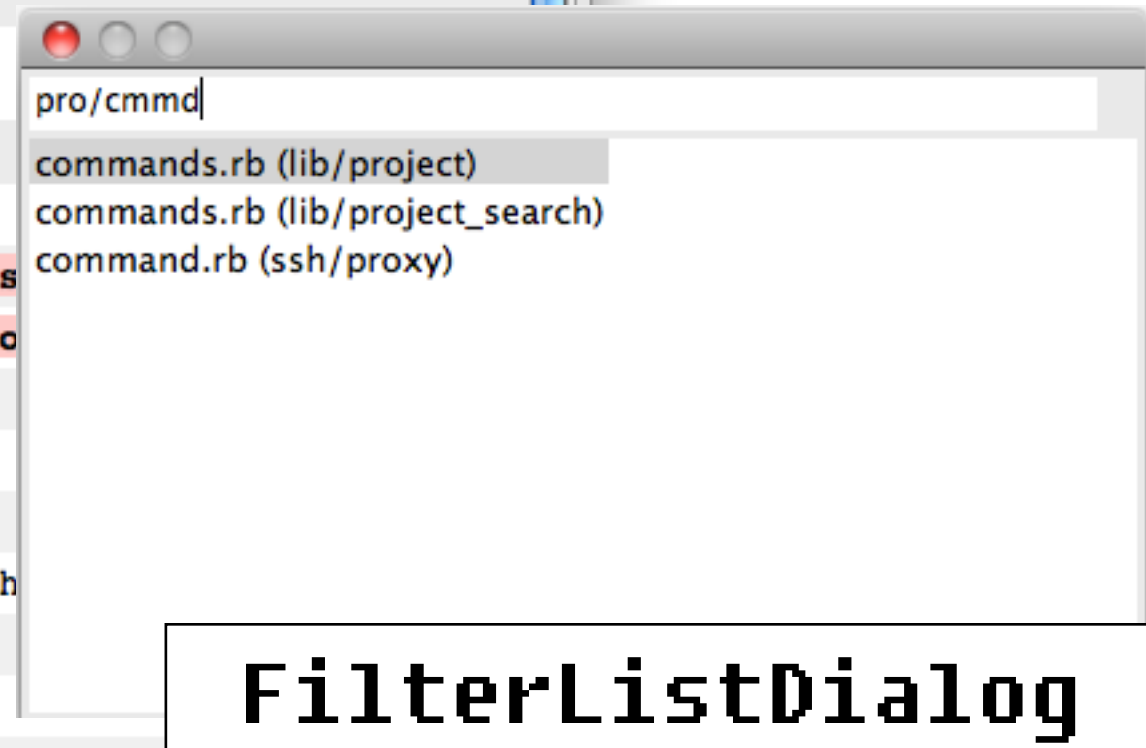 pro/cmmd
commands.rb (lib/project)
commands.rb (lib/project_search)
command.rb (ssh/proxy)
s
o
h
FilterListDialog